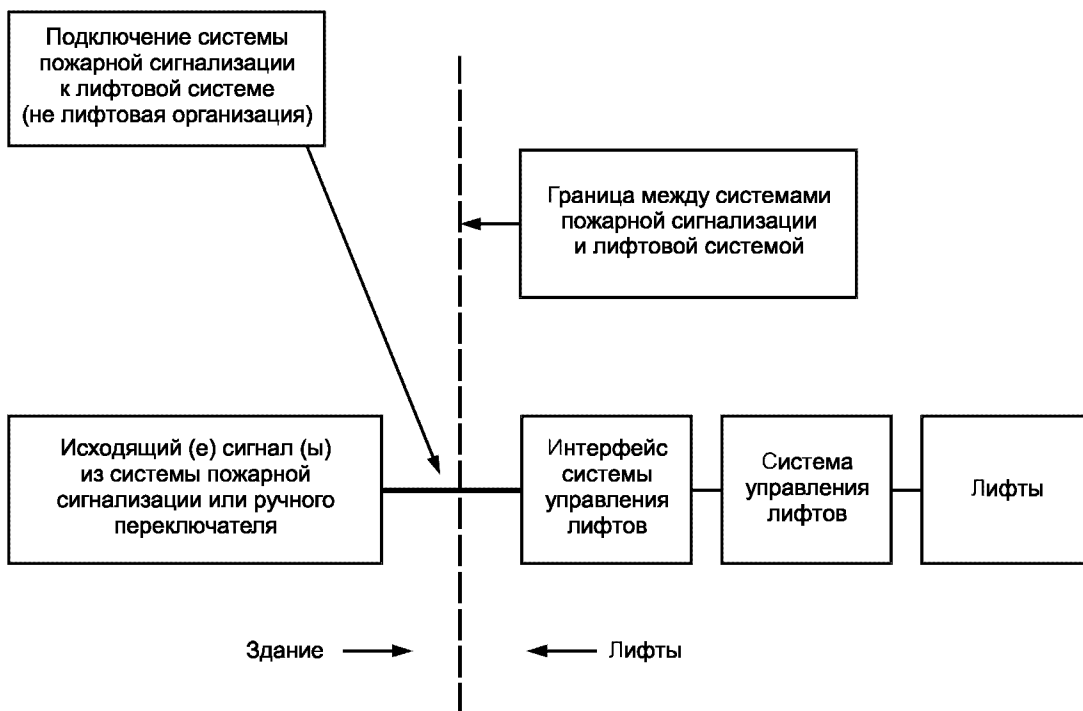 Подключение системы
пожарной сигнализации
к лифтовой системе
(не лифтовая организация)
Граница между системами
пожарной сигнализации
и лифтовой системой
Исходящий (е) сигнал (ы)
из системы пожарной
сигнализации или ручного
переключателя
Интерфейс
системы
управления
лифтов
Система
управления
лифтов
Лифты
Здание
Лифты